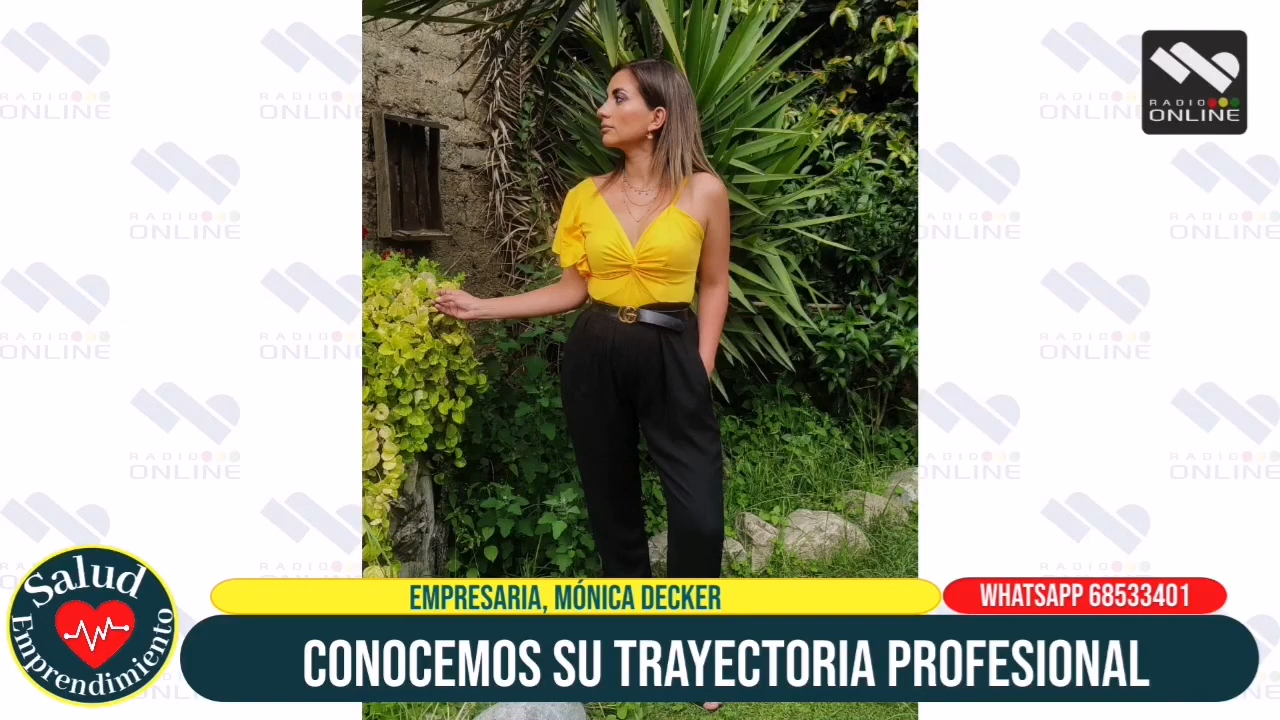 RADIO
ONLINE
Salud
Emprendimiento
EMPRESARIA, MÓNICA DECKER
WHATSAPP 68533401
CONOCEMOS SU TRAYECTORIA PROFESIONAL